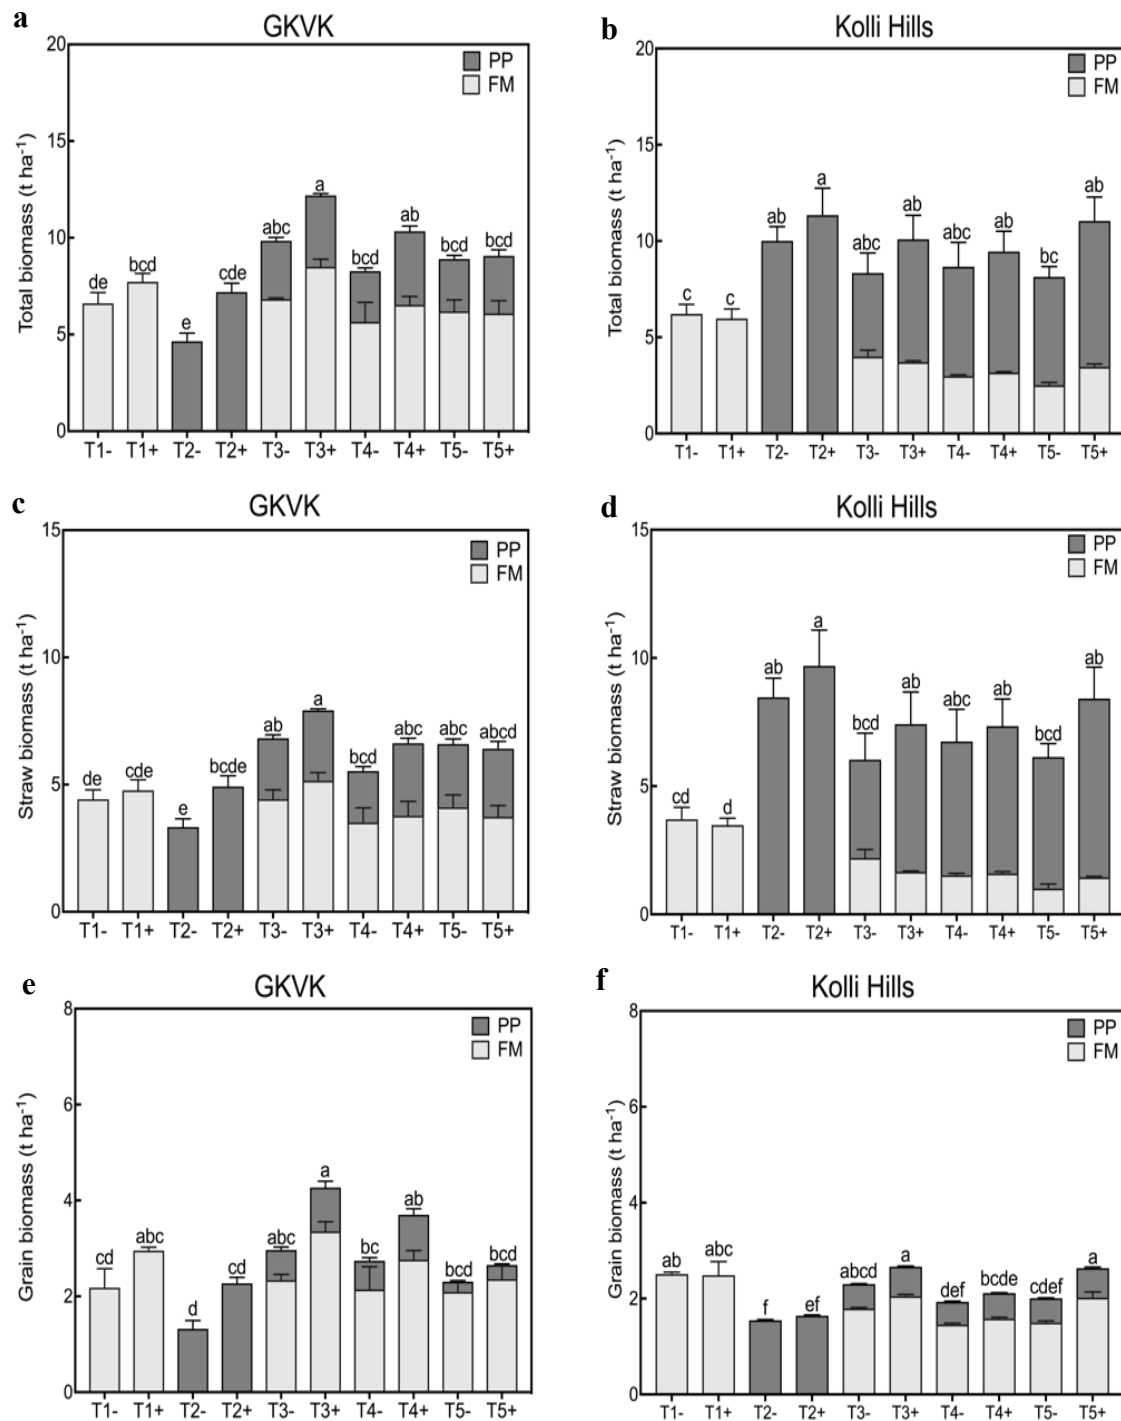 a
GKVK
PP
FM
Total biomass (t ha-1)
20
15
10
5
0
de
bcd
e
cde
abc
a
bcd
ab
bcd
bcd
T1- T1+ T2- T2+ T3- T3+ T4- T4+ T5- T5+
b
Kolli Hills
PP
FM
Total biomass (t ha-1)
20
15
10
5
0
c
c
ab
a
abc
ab
abc
ab
bc
ab
T1- T1+ T2- T2+ T3- T3+ T4- T4+ T5- T5+
c
GKVK
PP
FM
Straw biomass (t ha-1)
15
10
5
0
de
cde
e
bcde
ab
a
bcd
abc
abc
abcd
T1- T1+ T2- T2+ T3- T3+ T4- T4+ T5- T5+
d
Kolli Hills
PP
FM
Straw biomass (t ha-1)
15
10
5
0
cd
d
ab
a
bcd
ab
abc
ab
bcd
ab
T1- T1+ T2- T2+ T3- T3+ T4- T4+ T5- T5+
e
GKVK
PP
FM
Grain biomass (t ha-1)
8
6
4
2
0
cd
abc
d
cd
abc
a
bc
ab
bcd
bcd
T1- T1+ T2- T2+ T3- T3+ T4- T4+ T5- T5+
f
Kolli Hills
PP
FM
Grain biomass (t ha-1)
8
6
4
2
0
ab
abc
f
ef
abcd
a
def
bcde
cdef
a
T1- T1+ T2- T2+ T3- T3+ T4- T4+ T5- T5+